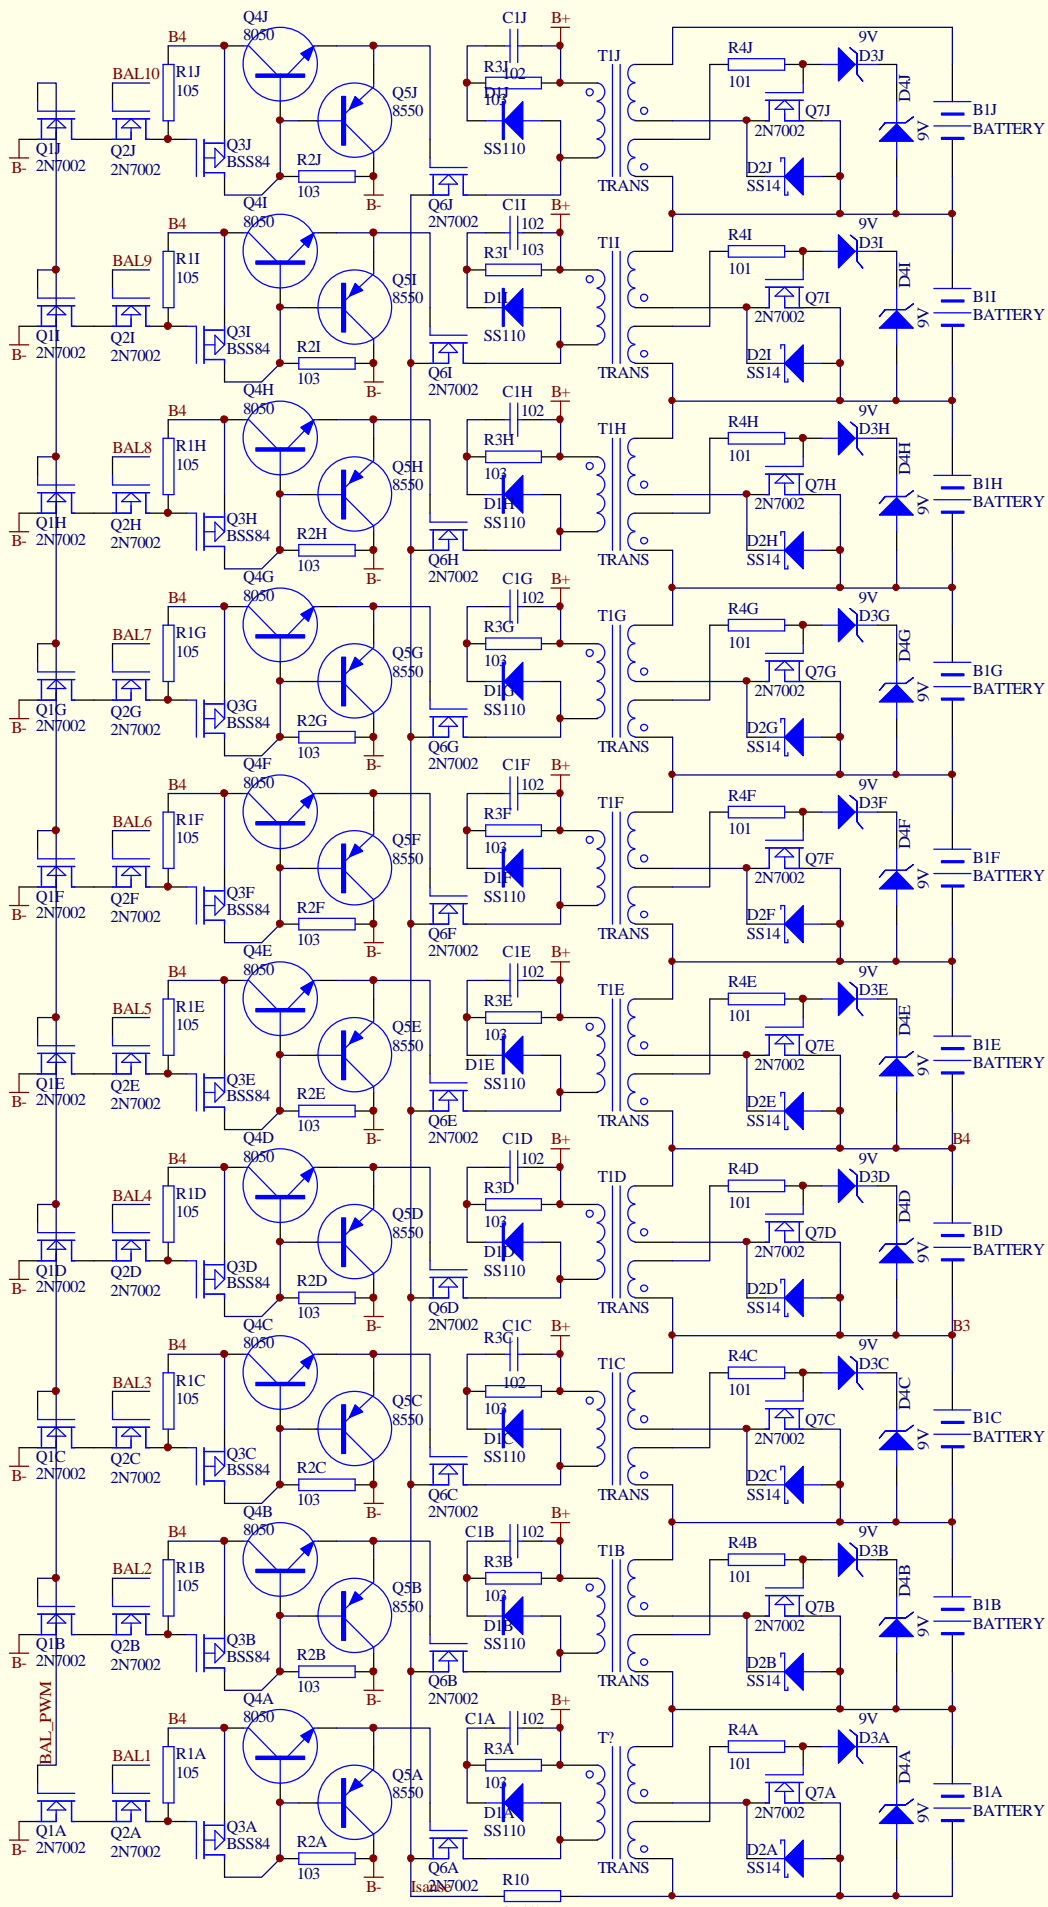 Q4J
8050
B4
BAL10
R1J
105
Q1J
2N7002
B-
Q2J
2N7002
Q3J
BSS84
Q5J
8550
R2J
103
B-
C1J
102
B+
R3J
103
D1J
SS110
Q6J
2N7002
T1J
TRANS
R4J
101
9V
D3J
D4J
9V
Q7J
2N7002
D2J
SS14
B1J
BATTERY
Q4I
8050
B4
BAL9
R1I
105
Q1I
2N7002
B-
Q2I
2N7002
Q3I
BSS84
Q5I
8550
R2I
103
B-
C1I
102
B+
R3I
103
D1I
SS110
Q6I
2N7002
T1I
TRANS
R4I
101
9V
D3I
D4I
9V
Q7I
2N7002
D2I
SS14
B1I
BATTERY
Q4H
8050
B4
BAL8
R1H
105
Q1H
2N7002
B-
Q2H
2N7002
Q3H
BSS84
Q5H
8550
R2H
103
B-
C1H
102
B+
R3H
103
D1H
SS110
Q6H
2N7002
T1H
TRANS
R4H
101
9V
D3H
D4H
9V
Q7H
2N7002
D2H
SS14
B1H
BATTERY
Q4G
8050
B4
BAL7
R1G
105
Q1G
2N7002
B-
Q2G
2N7002
Q3G
BSS84
Q5G
8550
R2G
103
B-
C1G
102
B+
R3G
103
D1G
SS110
Q6G
2N7002
T1G
TRANS
R4G
101
9V
D3G
D4G
9V
Q7G
2N7002
D2G
SS14
B1G
BATTERY
Q4F
8050
B4
BAL6
R1F
105
Q1F
2N7002
B-
Q2F
2N7002
Q3F
BSS84
Q5F
8550
R2F
103
B-
C1F
102
B+
R3F
103
D1F
SS110
Q6F
2N7002
T1F
TRANS
R4F
101
9V
D3F
D4F
9V
Q7F
2N7002
D2F
SS14
B1F
BATTERY
Q4E
8050
B4
BAL5
R1E
105
Q1E
2N7002
B-
Q2E
2N7002
Q3E
BSS84
Q5E
8550
R2E
103
B-
C1E
102
B+
R3E
103
D1E
SS110
Q6E
2N7002
T1E
TRANS
R4E
101
9V
D3E
D4E
9V
Q7E
2N7002
D2E
SS14
B1E
BATTERY
B4
Q4D
8050
B4
BAL4
R1D
105
Q1D
2N7002
B-
Q2D
2N7002
Q3D
BSS84
Q5D
8550
R2D
103
B-
C1D
102
B+
R3D
103
D1D
SS110
Q6D
2N7002
T1D
TRANS
R4D
101
9V
D3D
D4D
9V
Q7D
2N7002
D2D
SS14
B1D
BATTERY
B3
Q4C
8050
B4
BAL3
R1C
105
Q1C
2N7002
B-
Q2C
2N7002
Q3C
BSS84
Q5C
8550
R2C
103
B-
C1C
102
B+
R3C
103
D1C
SS110
Q6C
2N7002
T1C
TRANS
R4C
101
9V
D3C
D4C
9V
Q7C
2N7002
D2C
SS14
B1C
BATTERY
Q4B
8050
B4
BAL2
R1B
105
Q1B
2N7002
B-
Q2B
2N7002
Q3B
BSS84
Q5B
8550
R2B
103
B-
C1B
102
B+
R3B
103
D1B
SS110
Q6B
2N7002
T1B
TRANS
R4B
101
9V
D3B
D4B
9V
Q7B
2N7002
D2B
SS14
B1B
BATTERY
BAL_PWM
Q4A
8050
B4
BAL1
R1A
105
Q1A
2N7002
B-
Q2A
2N7002
Q3A
BSS84
Q5A
8550
R2A
103
B-
C1A
102
B+
R3A
103
D1A
SS110
Q6A
2N7002
T?
TRANS
R4A
101
9V
D3A
D4A
9V
Q7A
2N7002
D2A
SS14
B1A
BATTERY
R10